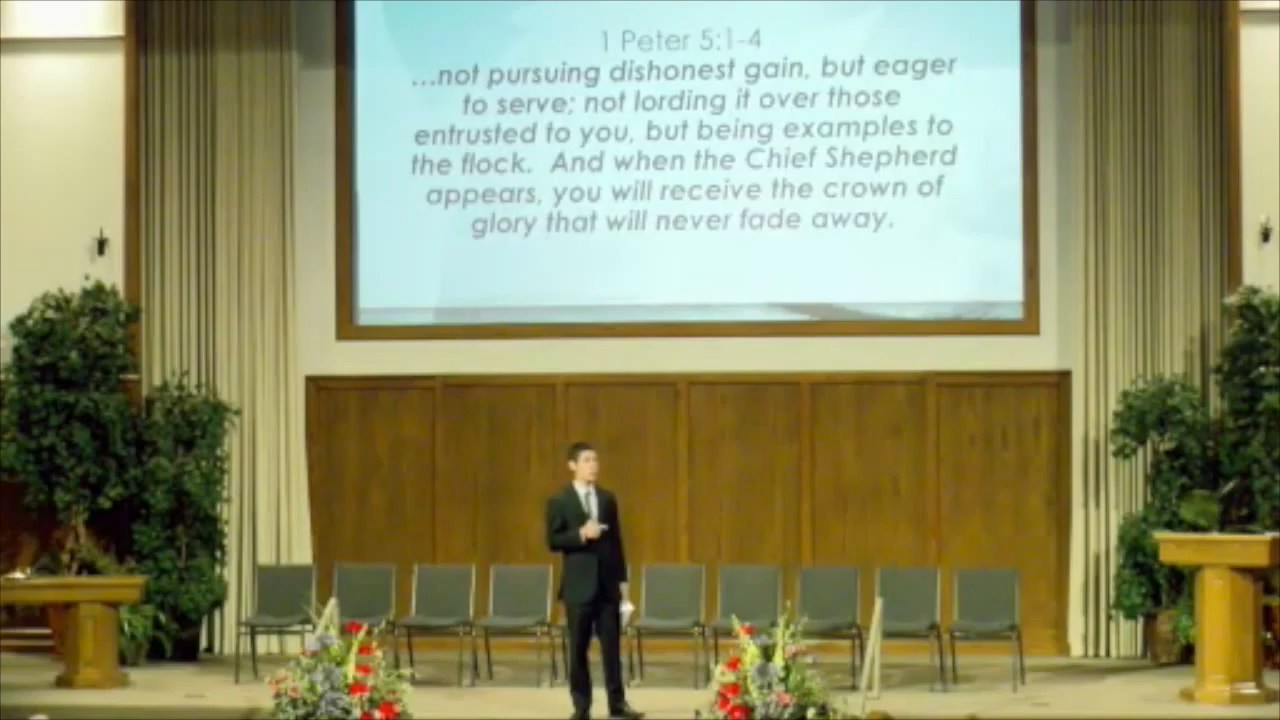 1 Peter 5:1-4
...not pursuing dishonest gain, but eager
to serve; not lording it over those
entrusted to you, but being examples to
the flock.  And when the Chief Shepherd
appears, you will receive the crown of
glory that will never fade away.